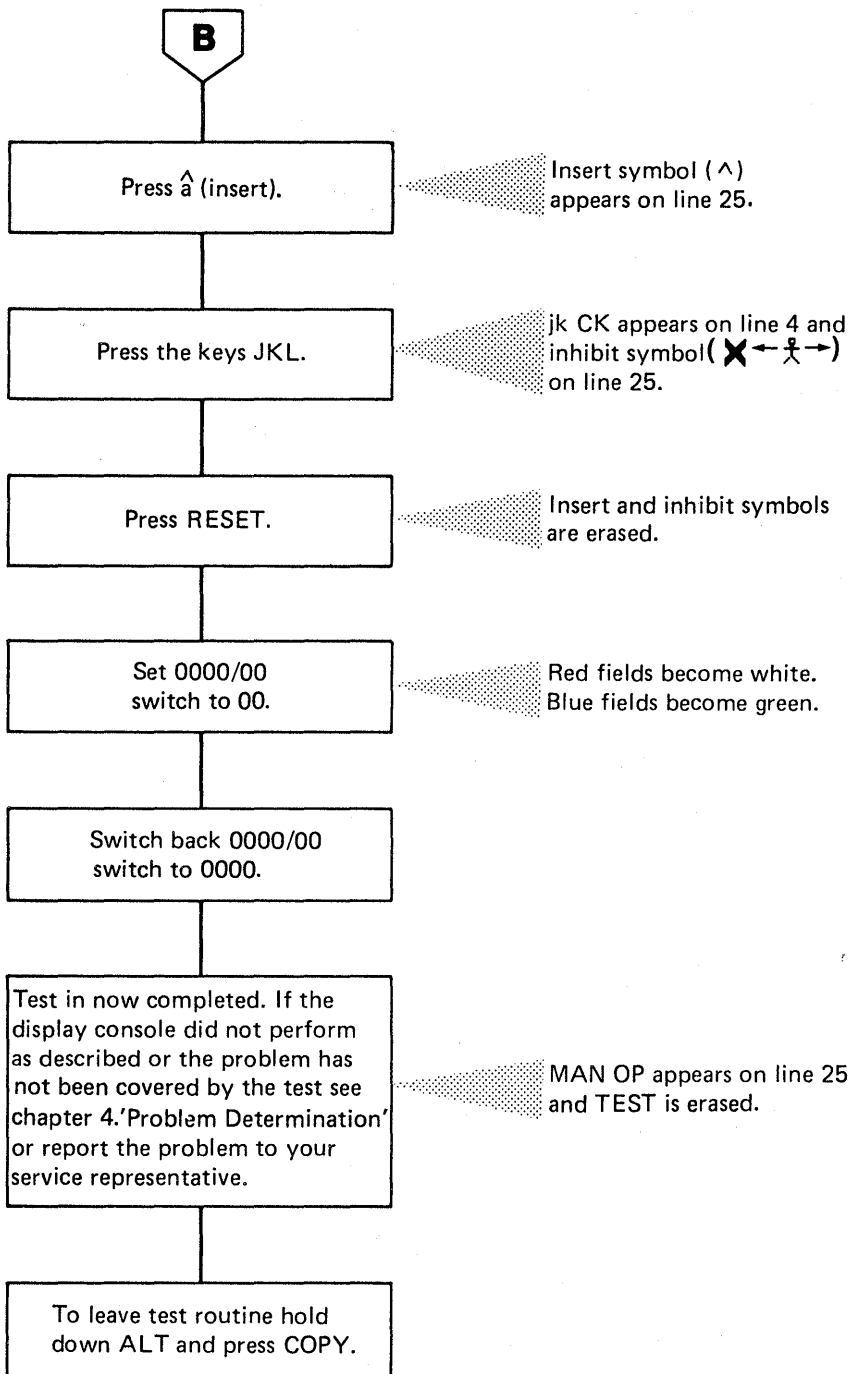 B
Press â (insert).
Insert symbol (^)
appears on line 25.
Press the keys JKL.
jk CK appears on line 4 and
inhibit symbol(X←웃→)
on line 25.
Press RESET.
Insert and inhibit symbols
are erased.
Set 0000/00
switch to 00.
Red fields become white.
Blue fields become green.
Switch back 0000/00
switch to 0000.
Test in now completed. If the
display console did not perform
as described or the problem has
not been covered by the test see
chapter 4.'Problem Determination'
or report the problem to your
service representative.
MAN OP appears on line 25
and TEST is erased.
To leave test routine hold
down ALT and press COPY.